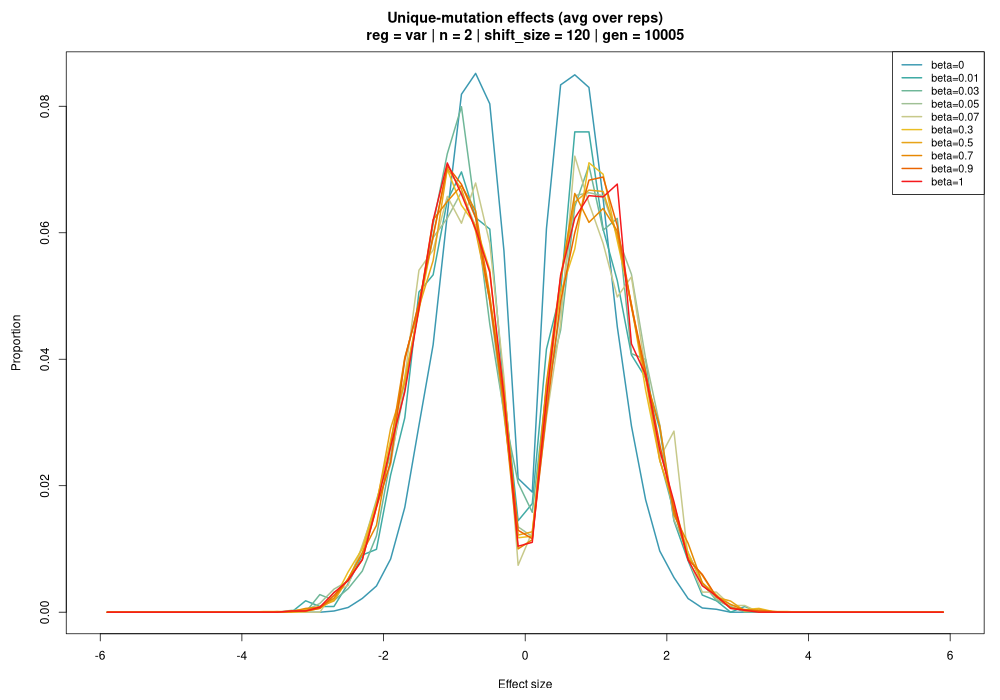 Unique-mutation effects (avg over reps)
reg = var | n = 2 | shift_size = 120 | gen = 10005
beta=0
beta=0.01
beta=0.03
beta=0.05
beta=0.07
beta=0.3
beta=0.5
beta=0.7
beta=0.9
beta=1
0.08
0.06
0.04
0.02
0.00
Proportion
-6
-4
-2
0
2
4
6
Effect size